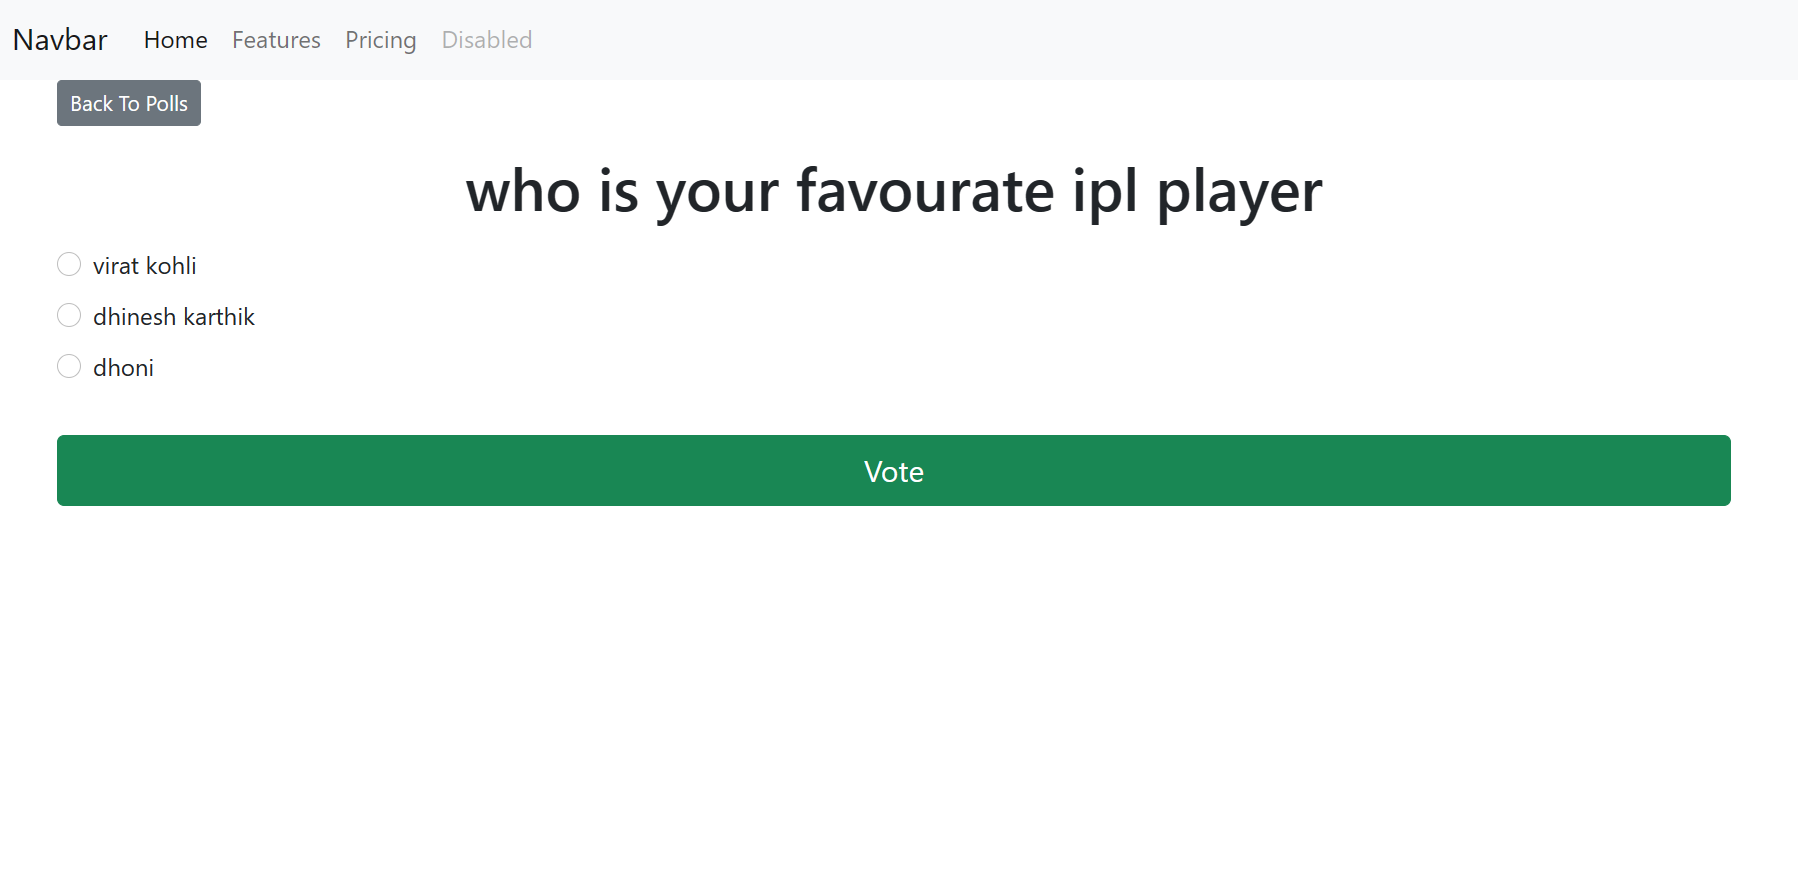 Navbar Home Features Pricing Disabled
Back To Polls
who is your favourate ipl player
virat kohli
dhinesh karthik
dhoni
Vote